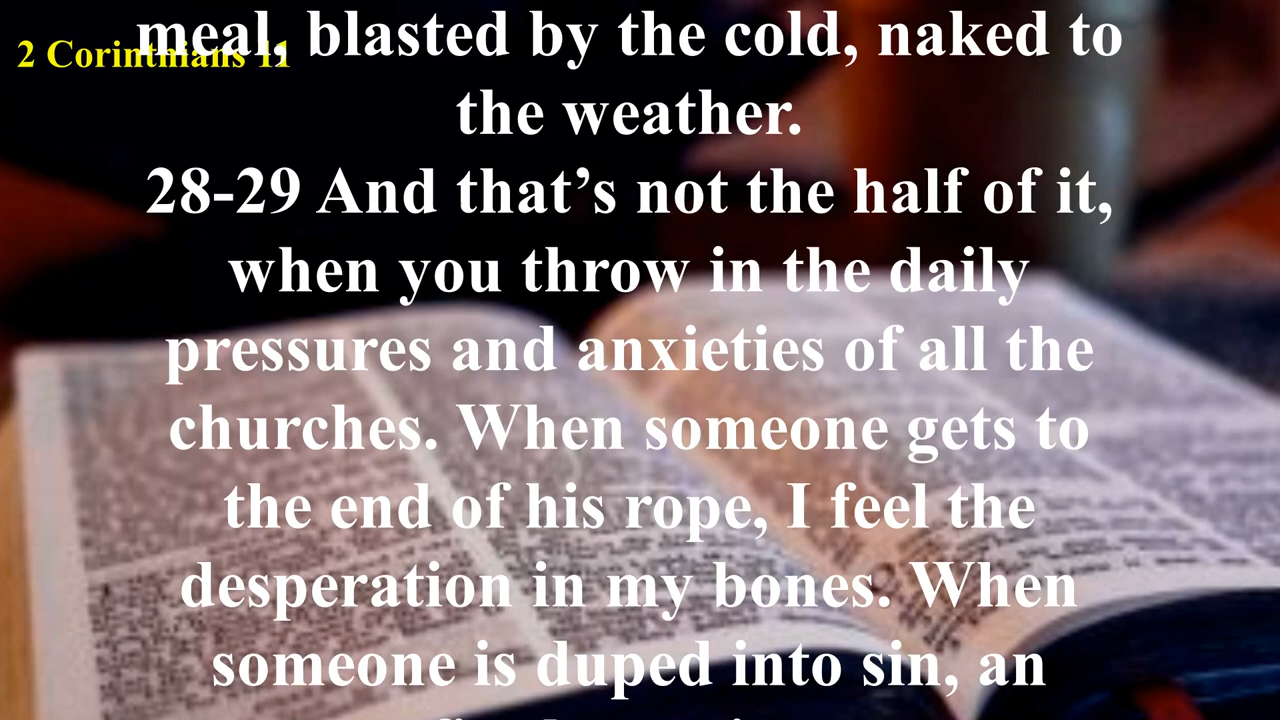 2 Corinthians 11
meal, blasted by the cold, naked to
the weather.
28-29 And that’s not the half of it,
when you throw in the daily
pressures and anxieties of all the
churches. When someone gets to
the end of his rope, I feel the
desperation in my bones. When
someone is duped into sin, an